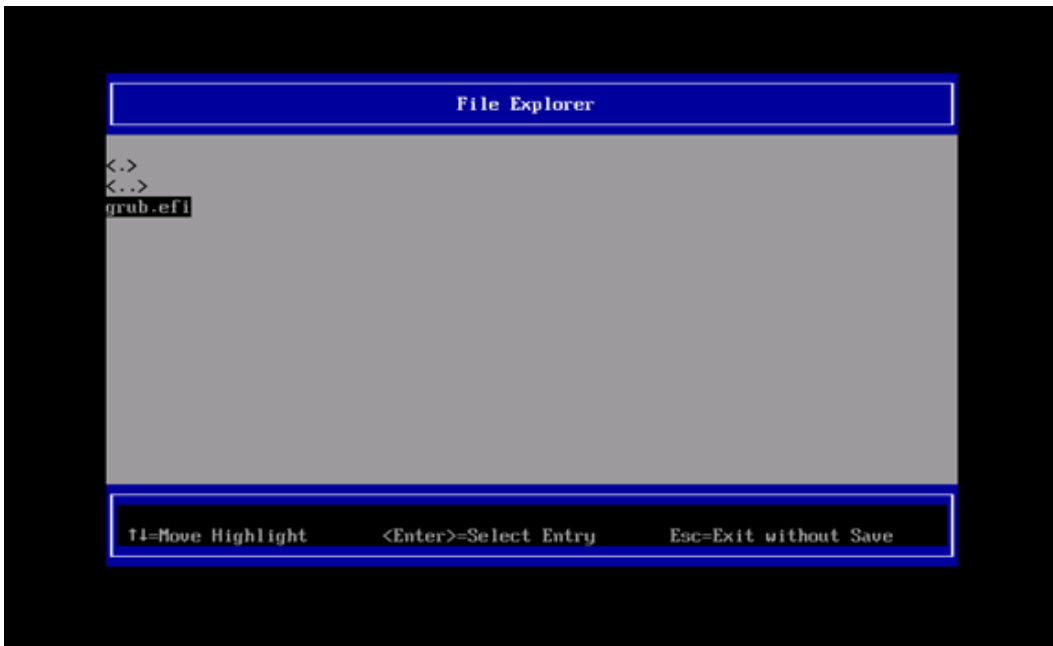 File Explorer
<.>
<..>
grub.efi
↑↓=Move Highlight <Enter>=Select Entry Esc=Exit without Save